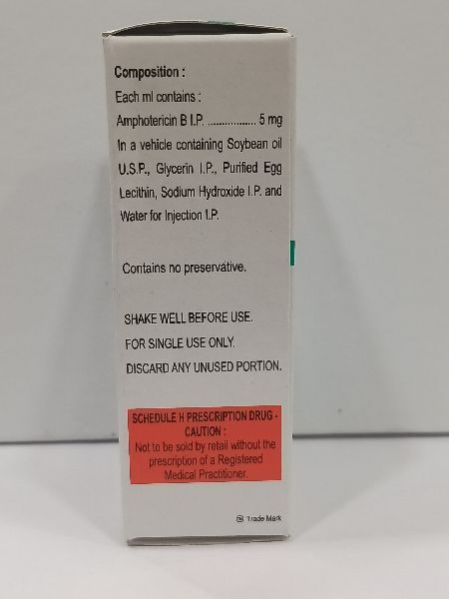 Composition :
Each ml contains :
Amphotericin B I.P. ................ 5 mg
In a vehicle containing Soybean oil
U.S.P., Glycerin I.P., Purified Egg
Lecithin, Sodium Hydroxide I.P. and
Water for Injection I.P.
Contains no preservative.
SHAKE WELL BEFORE USE.
FOR SINGLE USE ONLY.
DISCARD ANY UNUSED PORTION.
SCHEDULE H PRESCRIPTION DRUG -
CAUTION :
Not to be sold by retail without the
prescription of a Registered
Medical Practitioner.
Trade Mark